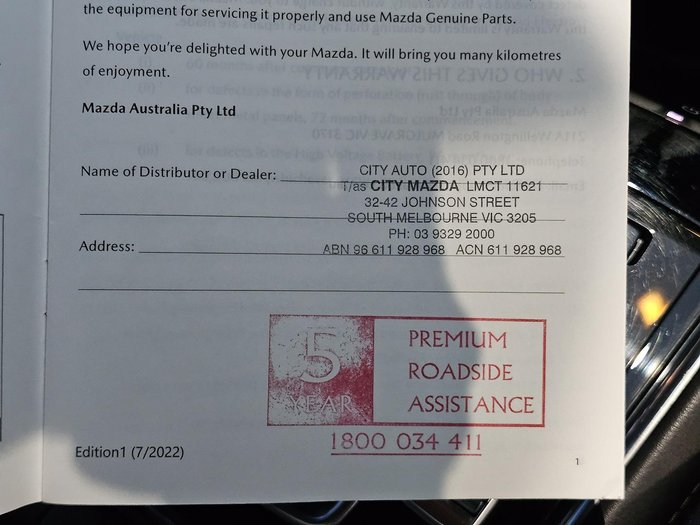 the equipment for servicing it properly and use Mazda Genuine Parts.
We hope you're delighted with your Mazda. It will bring you many kilometres
of enjoyment.
Mazda Australia Pty Ltd
Name of Distributor or Dealer:
CITY AUTO (2016) PTY LTD
T/as CITY MAZDA LMCT 11621
32-42 JOHNSON STREET
SOUTH MELBOURNE VIC 3205
PH: 03 9329 2000
Address:
ABN 96 611 928 968 ACN 611 928 968
5
YEAR
PREMIUM
ROADSIDE
ASSISTANCE
1800 034 411
Edition1 (7/2022)
1